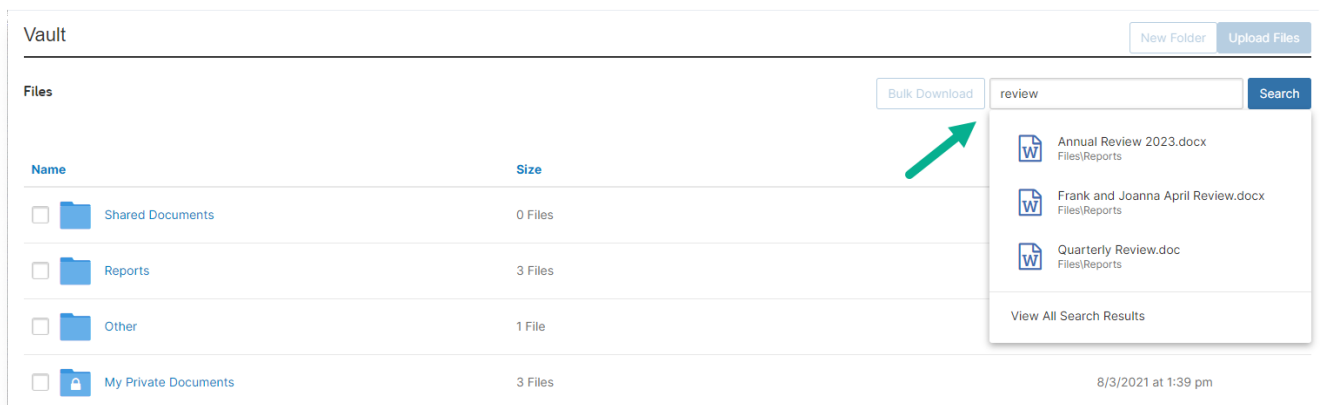 Vault
New Folder
Upload Files
Files
Bulk Download
review
Search
Annual Review 2023.docx
Files\Reports
Frank and Joanna April Review.docx
Files\Reports
Quarterly Review.doc
Files\Reports
View All Search Results
Name
Size
Shared Documents
0 Files
Reports
3 Files
Other
1 File
My Private Documents
3 Files
8/3/2021 at 1:39 pm